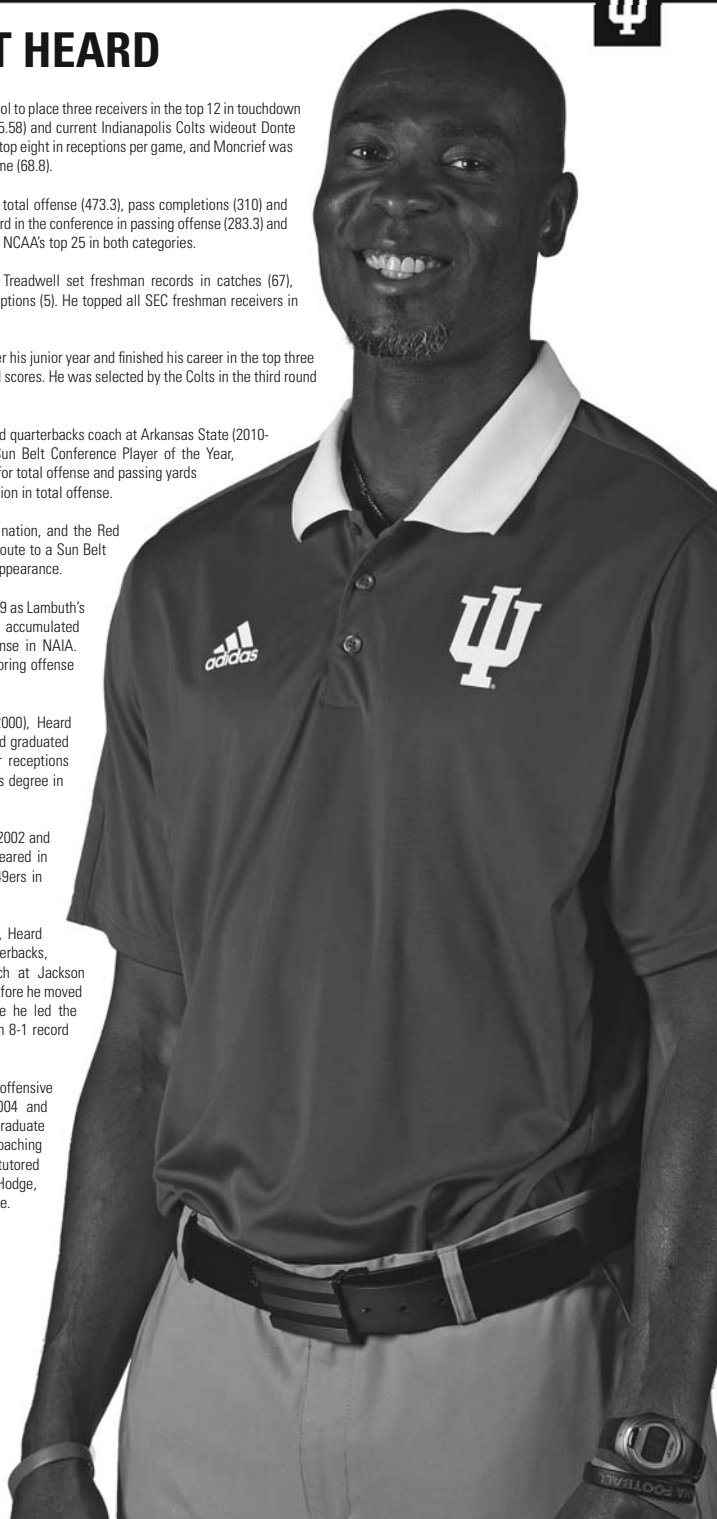 T HEARD
ol to place three receivers in the top 12 in touchdown
5.58) and current Indianapolis Colts wideout Donte
top eight in receptions per game, and Moncrief was
me (68.8).
total offense (473.3), pass completions (310) and
rd in the conference in passing offense (283.3) and
NCAA's top 25 in both categories.
Treadwell set freshman records in catches (67),
ptions (5). He topped all SEC freshman receivers in
er his junior year and finished his career in the top three
d scores. He was selected by the Colts in the third round
d quarterbacks coach at Arkansas State (2010-
Sun Belt Conference Player of the Year,
for total offense and passing yards
tion in total offense.
nation, and the Red
route to a Sun Belt
ppearance.
9 as Lambuth's
accumulated
nse in NAIA.
oring offense
2000), Heard
d graduated
r receptions
s degree in
2002 and
eared in
49ers in
, Heard
erbacks,
ch at Jackson
fore he moved
e he led the
n 8-1 record
offensive
004 and
raduate
oaching
tutored
Hodge,
e.
adidas
NA FOOTBALL